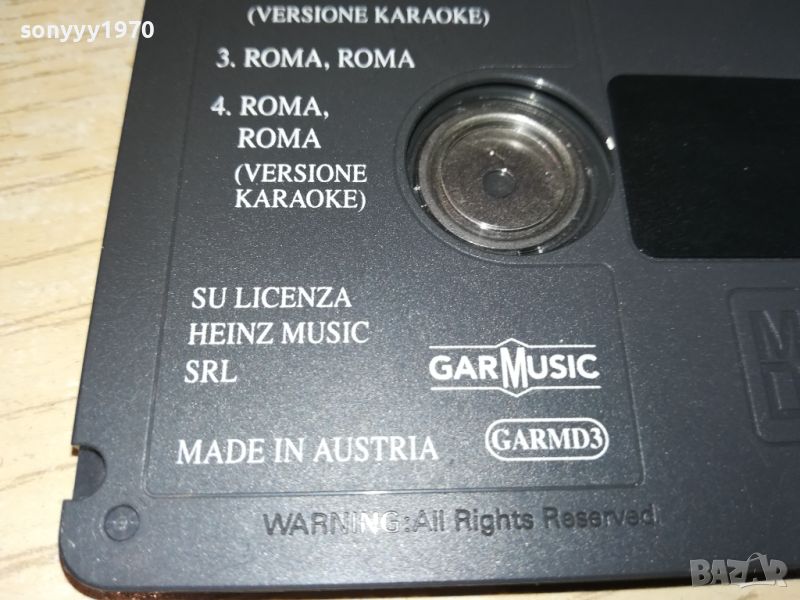 sonyyy1970
(VERSIONE KARAOKE)
3. ROMA, ROMA
4. ROMA,
ROMA
(VERSIONE
KARAOKE)
SU LICENZA
HEINZ MUSIC
SRL
GARMUSIC
MADE IN AUSTRIA
GARMD3
WARNING:All Rights Reserved.
BAZAR